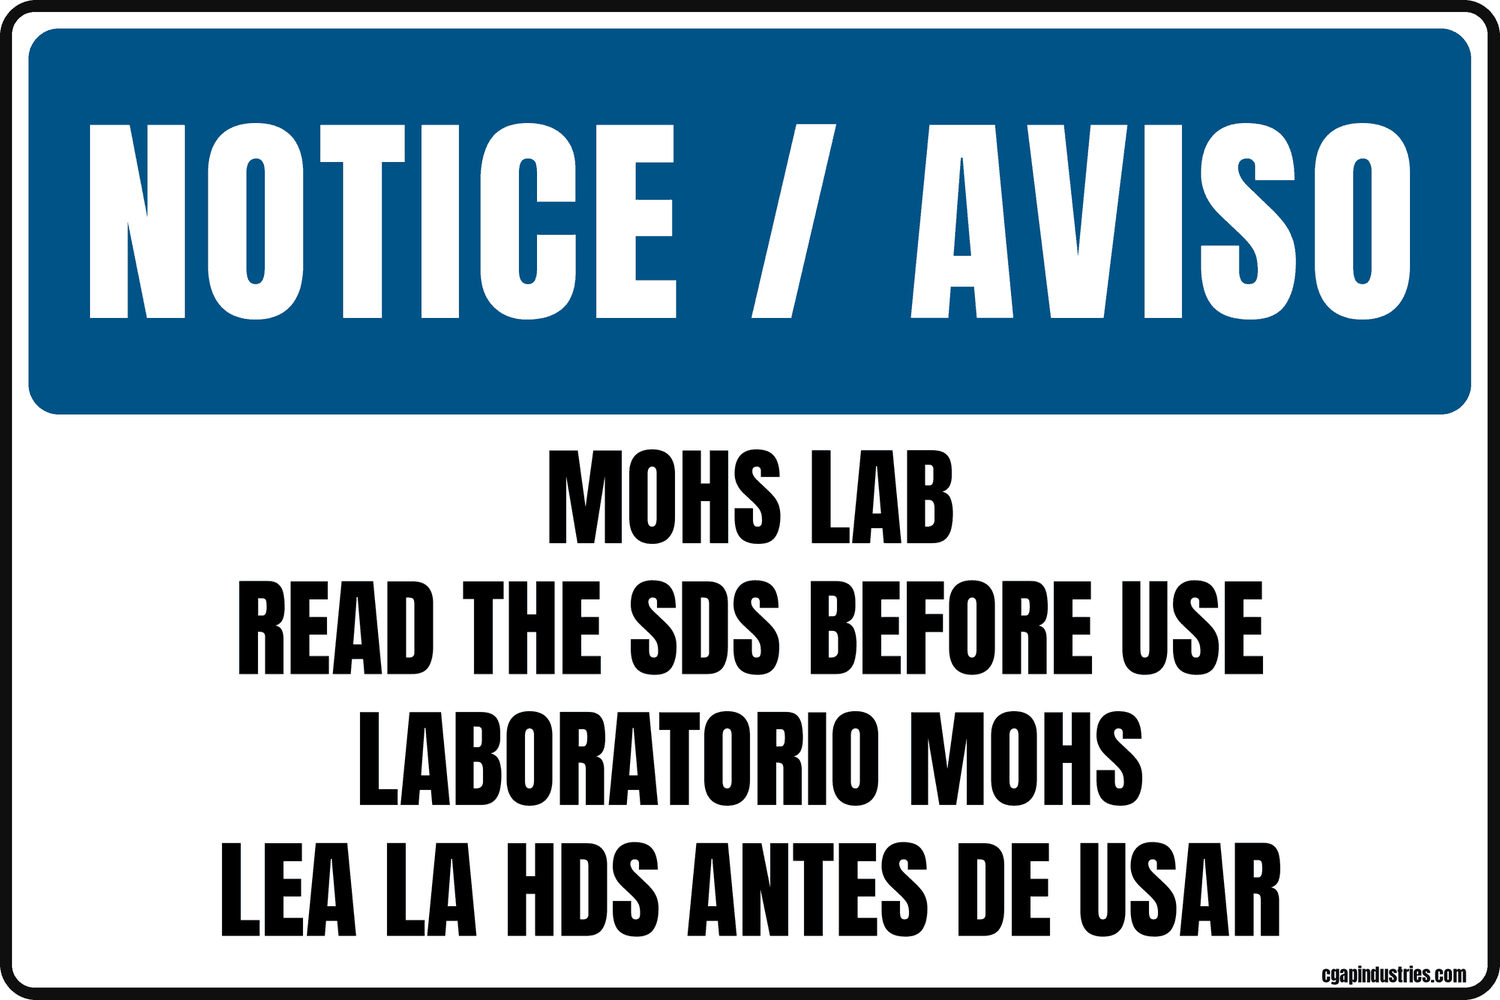 NOTICE / AVISO
MOHS LAB
READ THE SDS BEFORE USE
LABORATORIO MOHS
LEA LA HDS ANTES DE USAR
cgapindustries.com